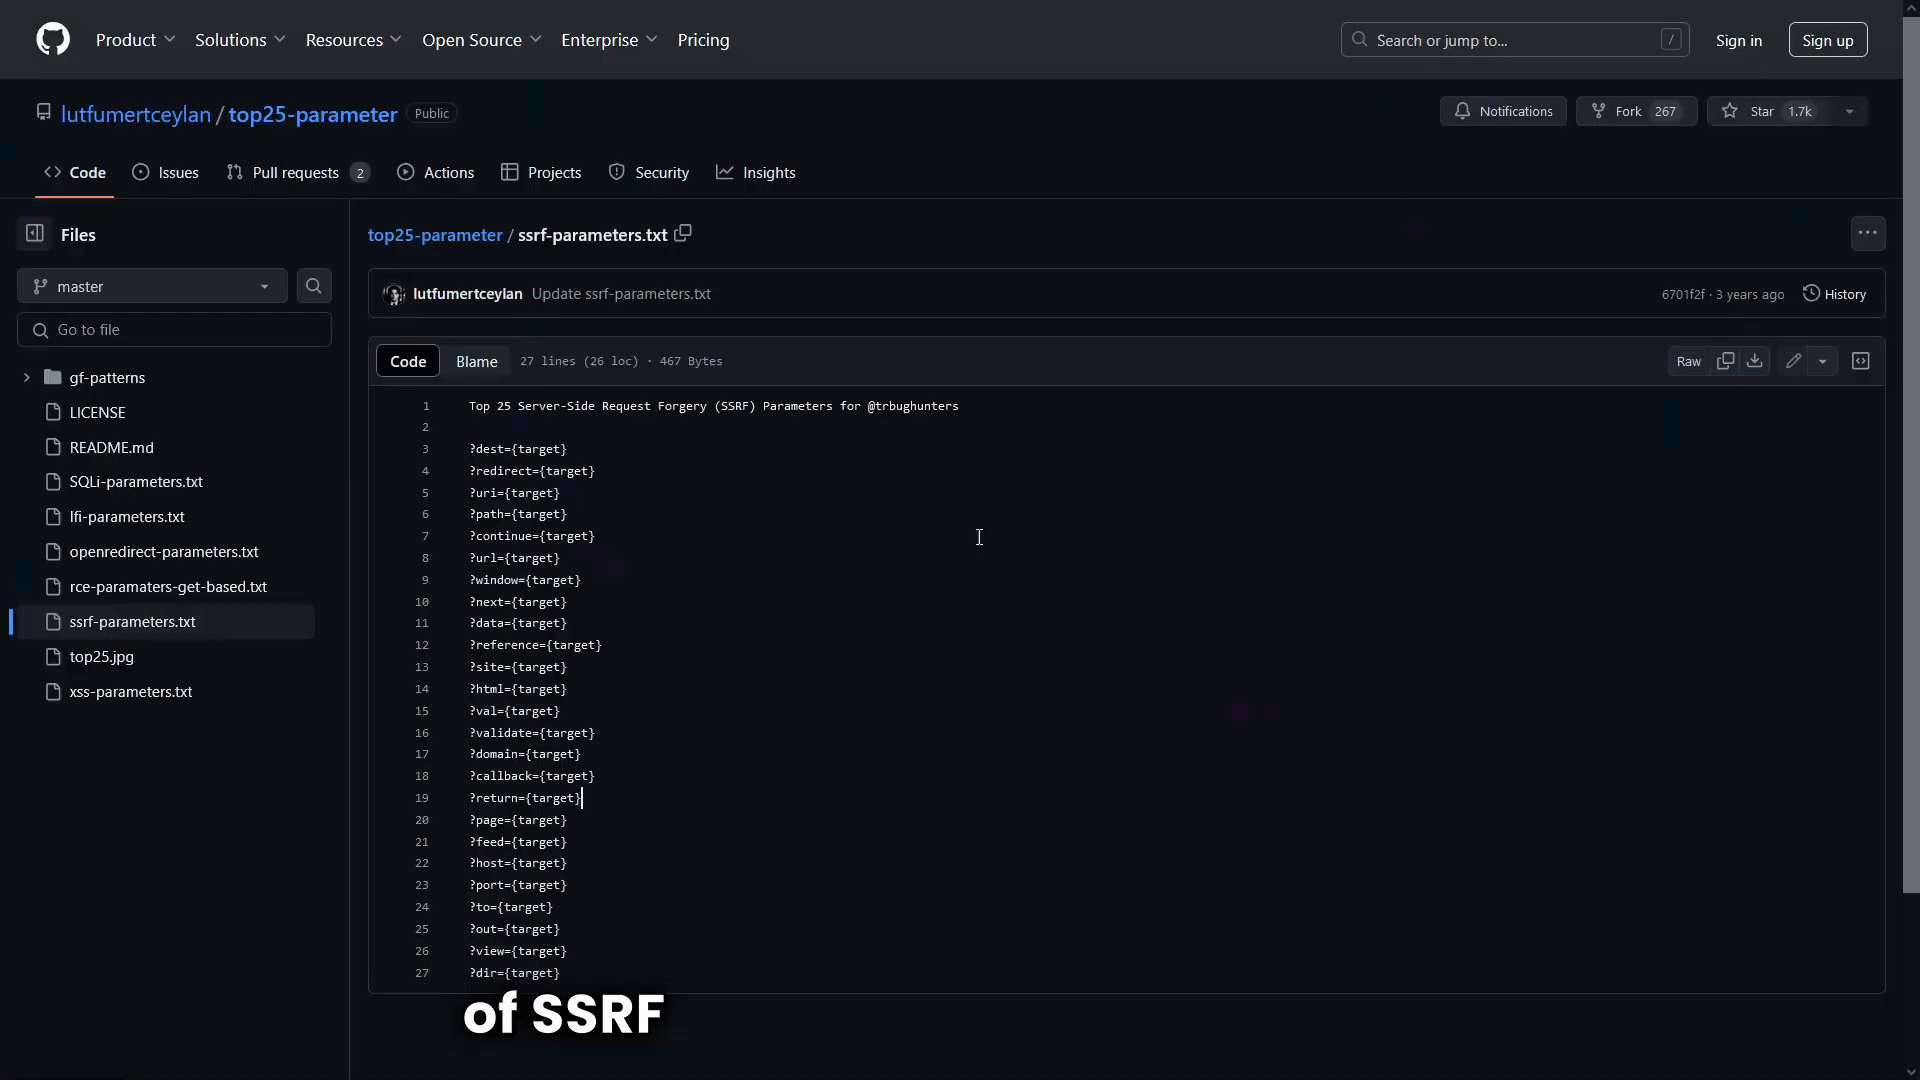 Product Solutions Resources Open Source Enterprise Pricing Search or jump to... / Sign in Sign up
lutfumertceylan / top25-parameter Public Notifications Fork 267 Star 1.7k
Code Issues Pull requests 2 Actions Projects Security Insights
Files
master
Go to file
gf-patterns
LICENSE
README.md
SQLi-parameters.txt
lfi-parameters.txt
openredirect-parameters.txt
rce-paramaters-get-based.txt
ssrf-parameters.txt
top25.jpg
xss-parameters.txt
top25-parameter / ssrf-parameters.txt
lutfumertceylan Update ssrf-parameters.txt 6701f2f · 3 years ago History
Code Blame 27 lines (26 loc) · 467 Bytes Raw
1 Top 25 Server-Side Request Forgery (SSRF) Parameters for @trbughunters
2
3 ?dest={target}
4 ?redirect={target}
5 ?uri={target}
6 ?path={target}
7 ?continue={target}
8 ?url={target}
9 ?window={target}
10 ?next={target}
11 ?data={target}
12 ?reference={target}
13 ?site={target}
14 ?html={target}
15 ?val={target}
16 ?validate={target}
17 ?domain={target}
18 ?callback={target}
19 ?return={target}
20 ?page={target}
21 ?feed={target}
22 ?host={target}
23 ?port={target}
24 ?to={target}
25 ?out={target}
26 ?view={target}
27 ?dir={target}
of SSRF